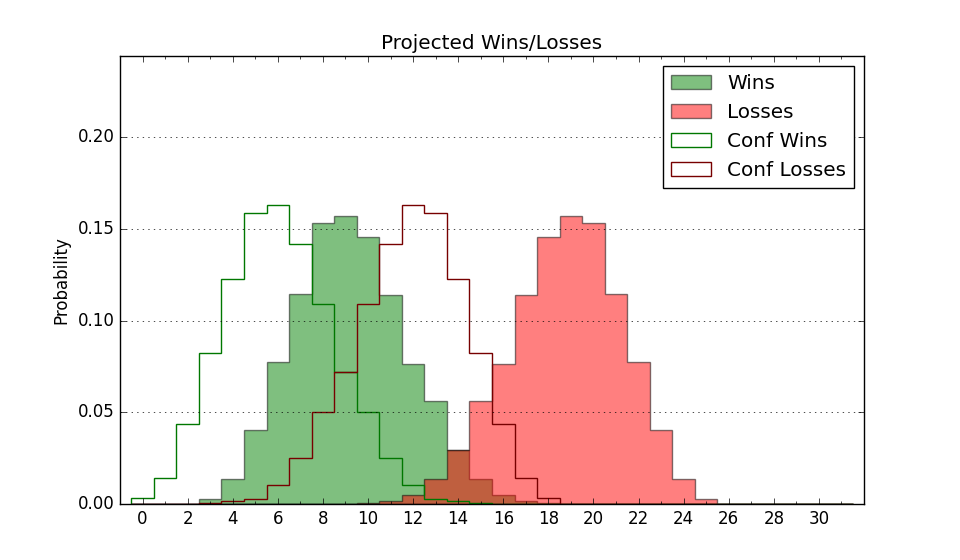 Projected Wins/Losses
Wins
Losses
Conf Wins
Conf Losses
Probability
0.20
0.15
0.10
0.05
0.00
0 2 4 6 8 10 12 14 16 18 20 22 24 26 28 30